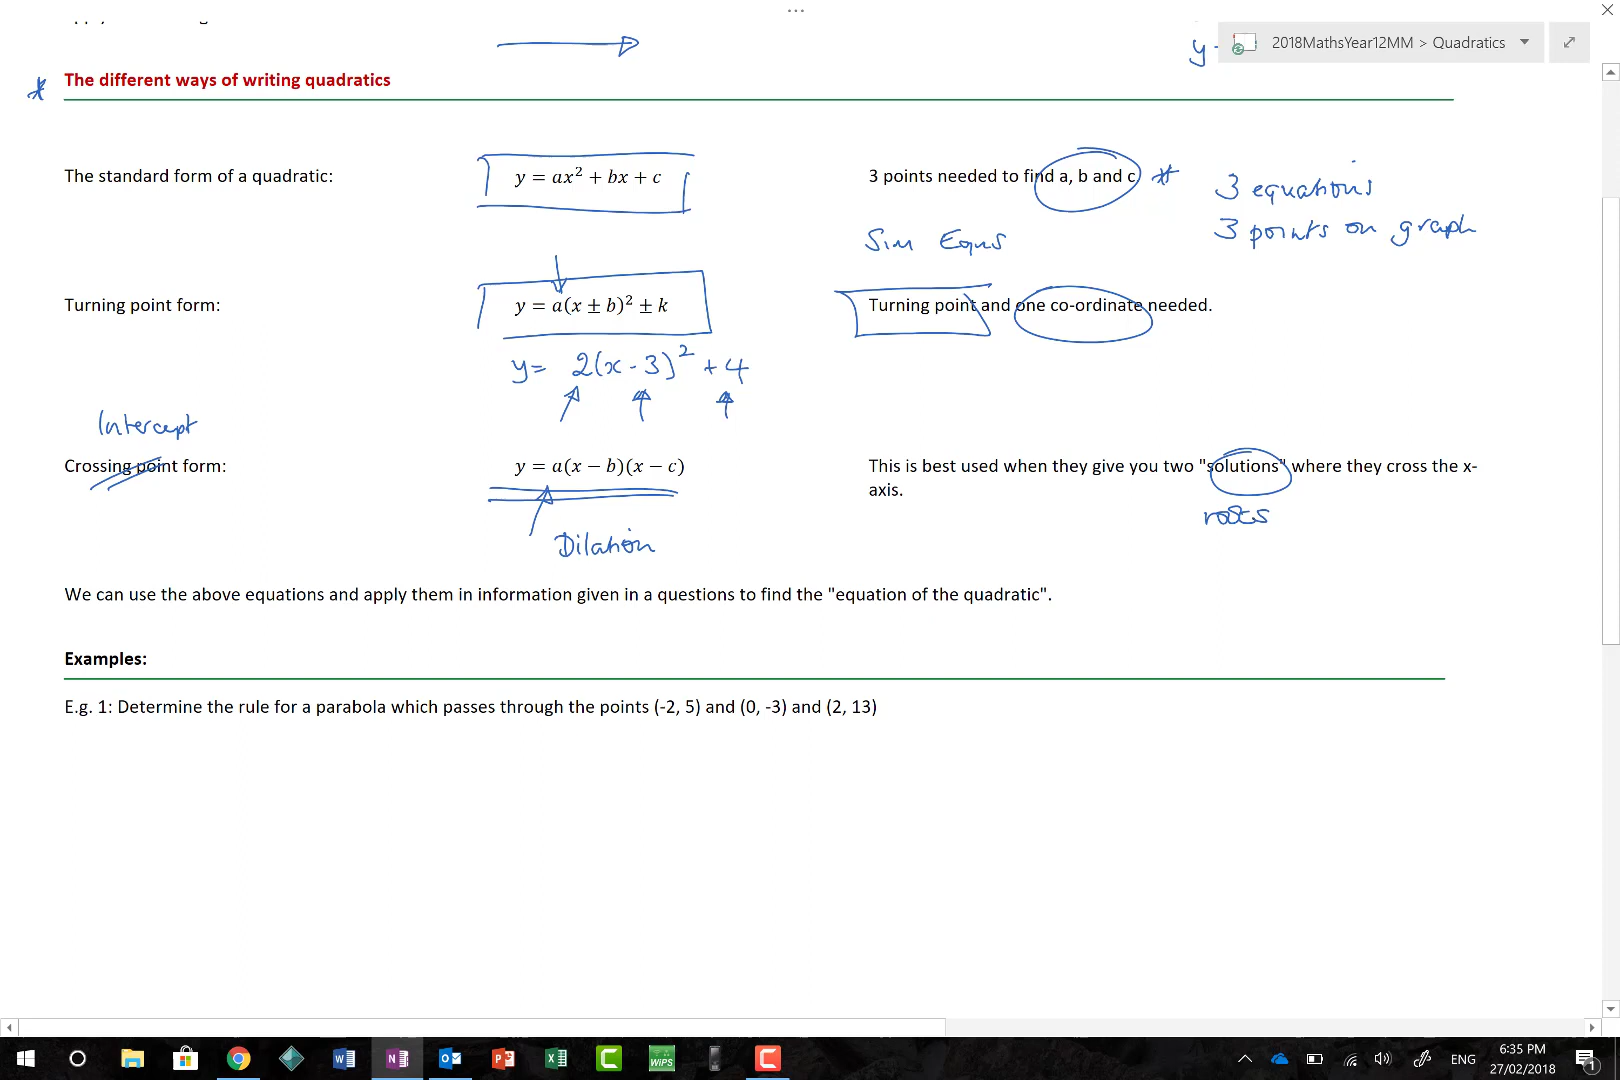 y -
2018MathsYear12MM > Quadratics
The different ways of writing quadratics
The standard form of a quadratic:
y = ax² + bx + c
3 points needed to find a, b and c
3 equations
3 points on graph
Sim Equs
Turning point form:
y = a(x ± b)² ± k
Turning point and one co-ordinate needed.
y = 2(x - 3)² + 4
Intercept
Crossing point form:
y = a(x − b)(x − c)
This is best used when they give you two "solutions" where they cross the x-
axis.
roots
Dilation
We can use the above equations and apply them in information given in a questions to find the "equation of the quadratic".
Examples:
E.g. 1: Determine the rule for a parabola which passes through the points (-2, 5) and (0, -3) and (2, 13)
WiPS
ENG
6:35 PM
27/02/2018
1